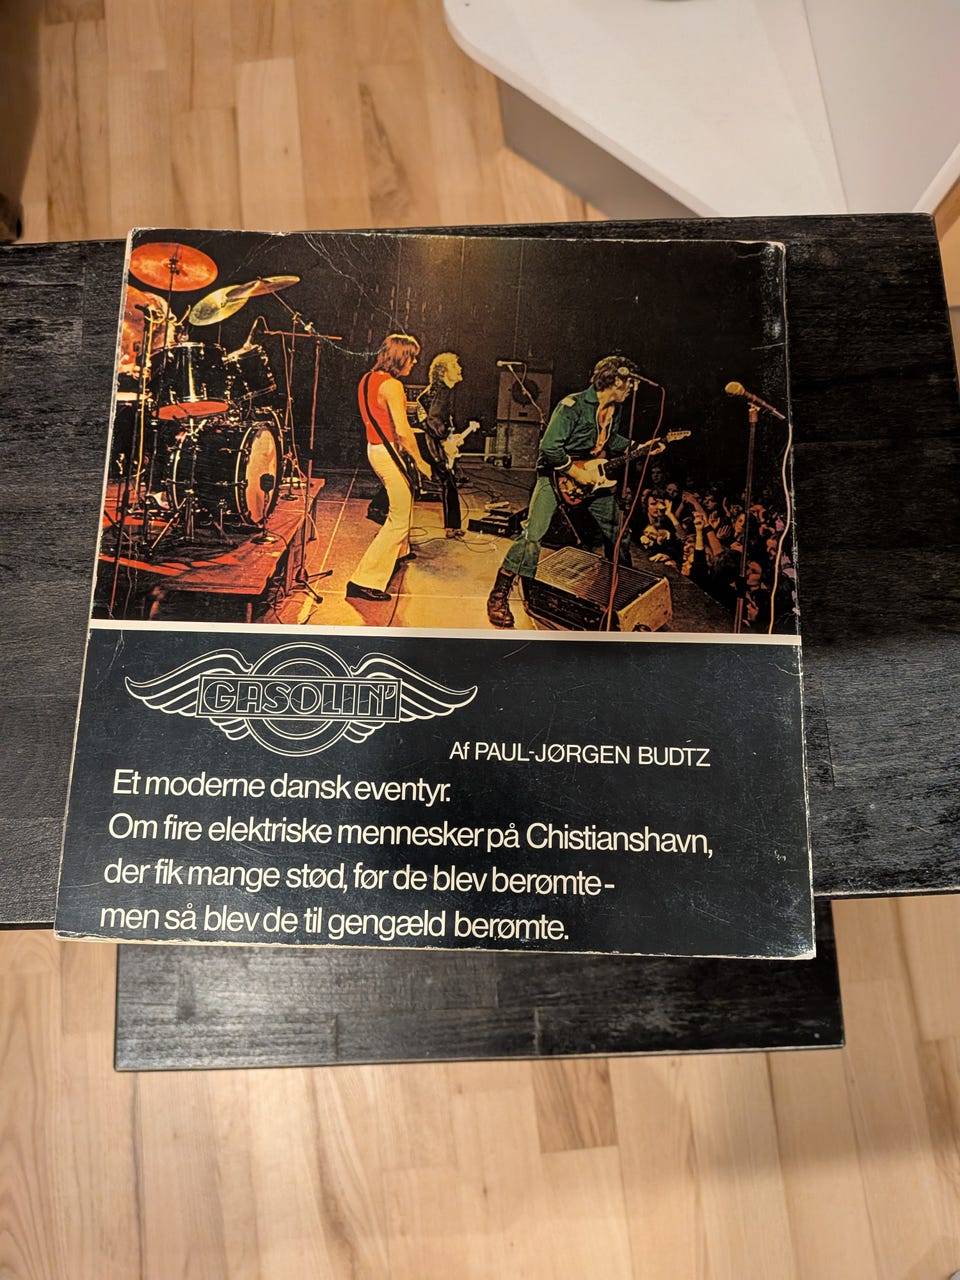 GASOLIN'
Af PAUL-JØRGEN BUDTZ
Et moderne dansk eventyr.
Om fire elektriske mennesker på Chistianshavn,
der fik mange stød, før de blev berømte -
men så blev de til gengæld berømte.